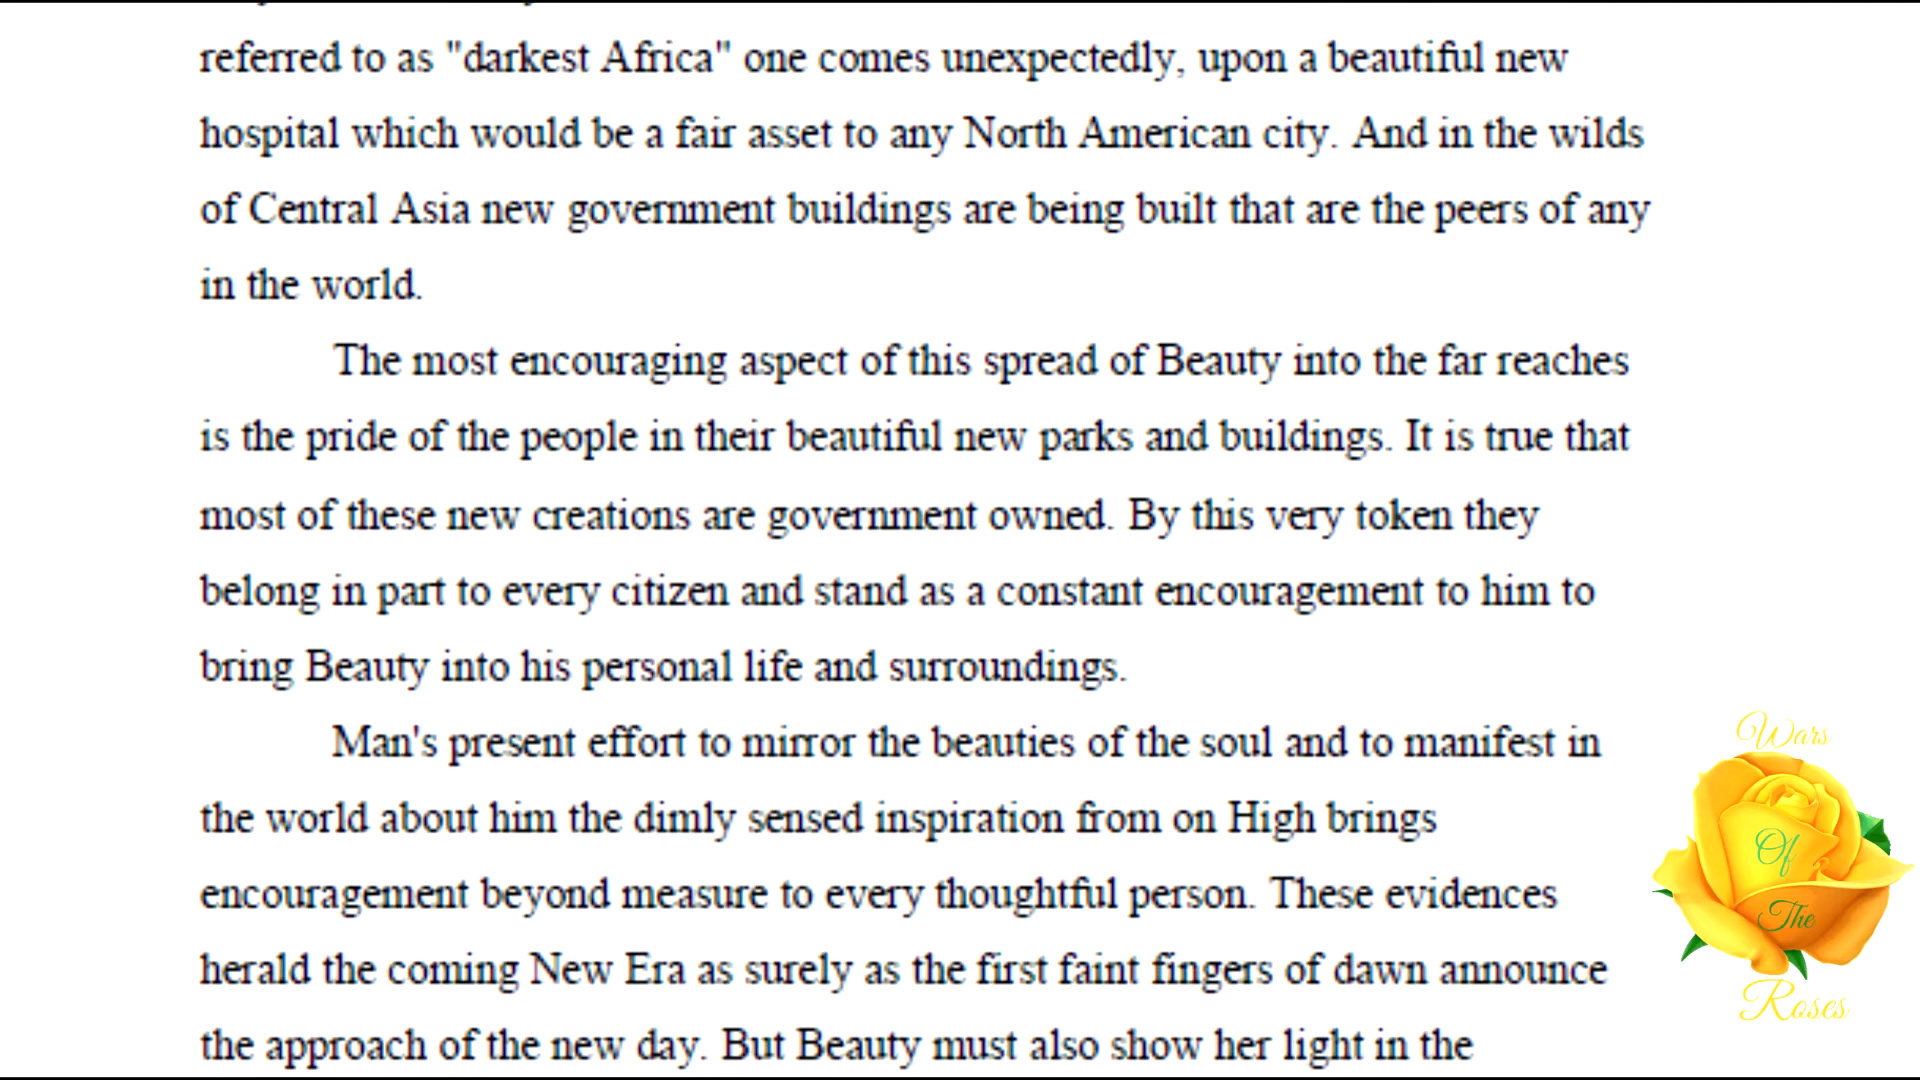 referred to as "darkest Africa" one comes unexpectedly, upon a beautiful new
hospital which would be a fair asset to any North American city. And in the wilds
of Central Asia new government buildings are being built that are the peers of any
in the world.
The most encouraging aspect of this spread of Beauty into the far reaches
is the pride of the people in their beautiful new parks and buildings. It is true that
most of these new creations are government owned. By this very token they
belong in part to every citizen and stand as a constant encouragement to him to
bring Beauty into his personal life and surroundings.
Man's present effort to mirror the beauties of the soul and to manifest in
the world about him the dimly sensed inspiration from on High brings
encouragement beyond measure to every thoughtful person. These evidences
herald the coming New Era as surely as the first faint fingers of dawn announce
the approach of the new day. But Beauty must also show her light in the
Wars
Of
The
Roses